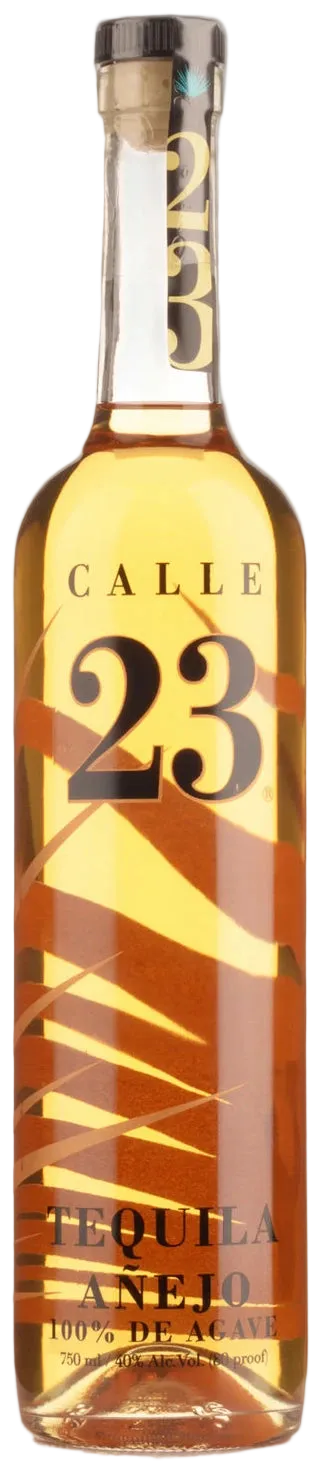 23
CALLE
23®
TEQUILA
AÑEJO
100% DE AGAVE
750 ml / 40% Alc.Vol. (80 proof)